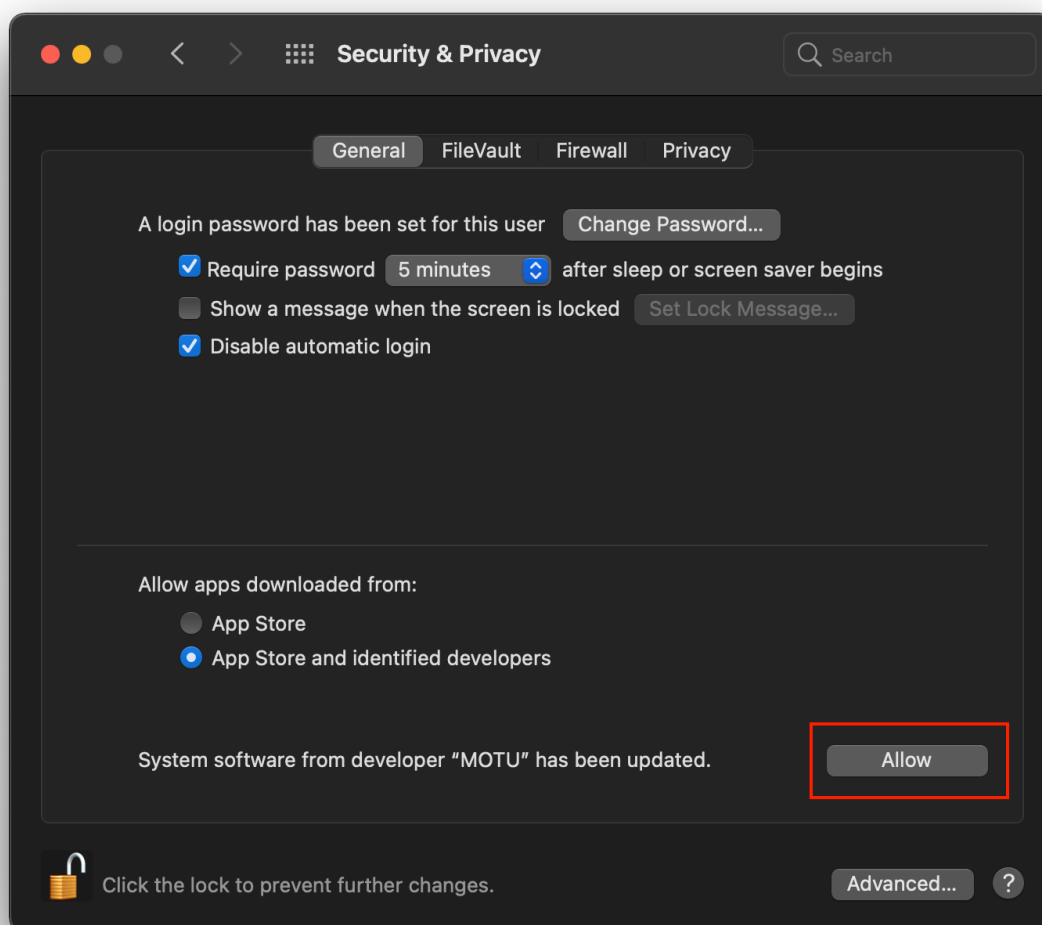 Security & Privacy
Search
General FileVault Firewall Privacy
A login password has been set for this user Change Password...
Require password 5 minutes after sleep or screen saver begins
Show a message when the screen is locked Set Lock Message...
Disable automatic login
Allow apps downloaded from:
App Store
App Store and identified developers
System software from developer “MOTU” has been updated. Allow
Click the lock to prevent further changes. Advanced... ?